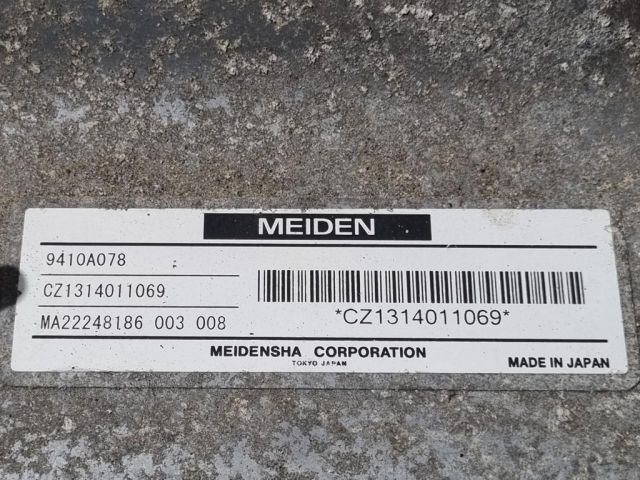 MEIDEN
9410A078
CZ1314011069
MA22248186 003 008
*CZ1314011069*
MEIDENSHA CORPORATION
TOKYO JAPAN
MADE IN JAPAN